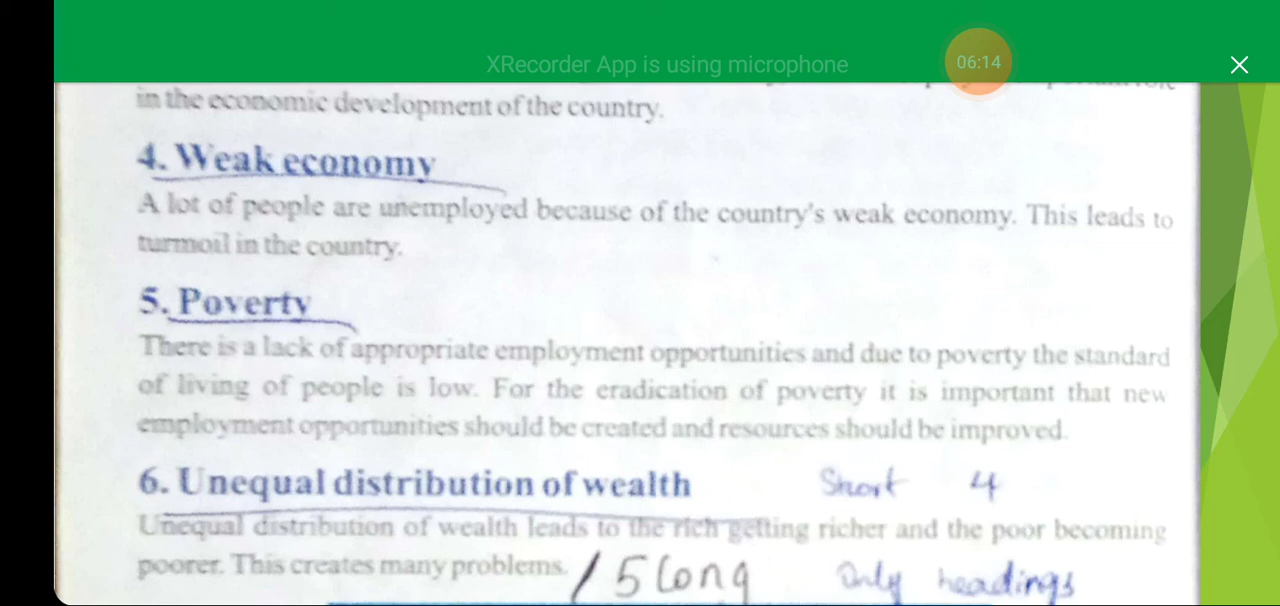 XRecorder App is using microphone
06:14
in the economic development of the country.
4. Weak economy
A lot of people are unemployed because of the country's weak economy. This leads to
turmoil in the country.
5. Poverty
There is a lack of appropriate employment opportunities and due to poverty the standard
of living of people is low. For the eradication of poverty it is important that new
employment opportunities should be created and resources should be improved.
6. Unequal distribution of wealth Short 4
Unequal distribution of wealth leads to the rich getting richer and the poor becoming
poorer. This creates many problems. / 5 Long Only headings